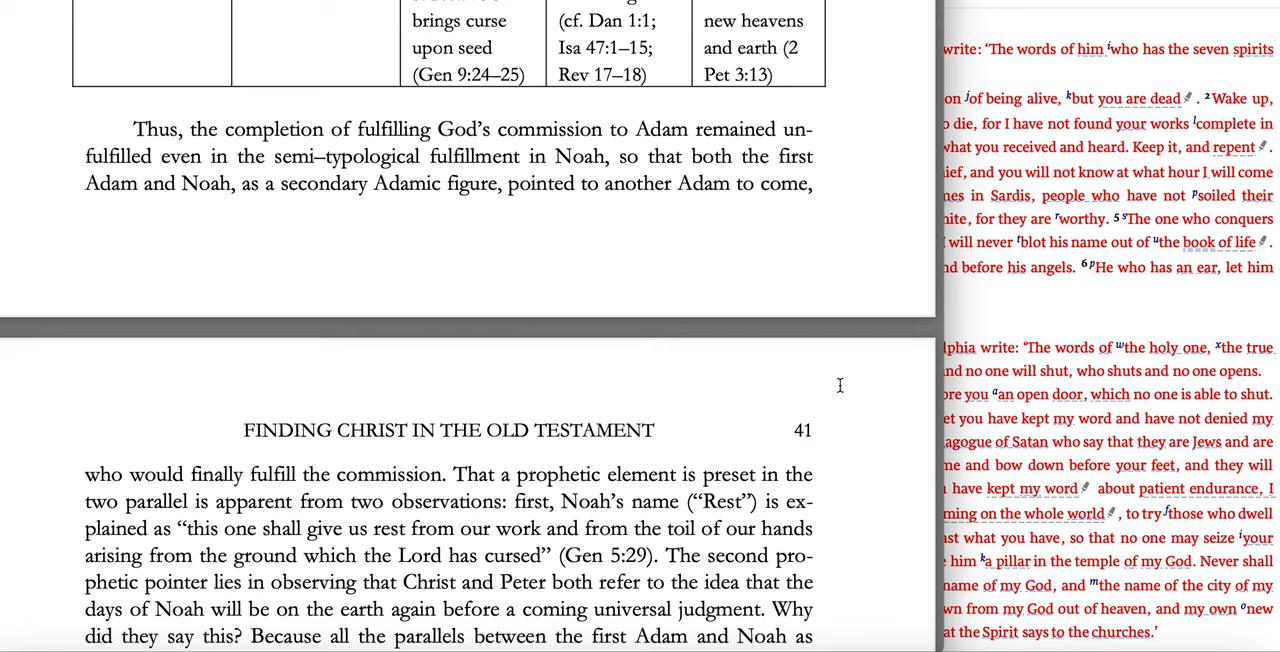 brings curse
upon seed
(Gen 9:24–25)
(cf. Dan 1:1;
Isa 47:1–15;
Rev 17–18)
new heavens
and earth (2
Pet 3:13)
Thus, the completion of fulfilling God’s commission to Adam remained un-
fulfilled even in the semi–typological fulfillment in Noah, so that both the first
Adam and Noah, as a secondary Adamic figure, pointed to another Adam to come,
FINDING CHRIST IN THE OLD TESTAMENT 41
who would finally fulfill the commission. That a prophetic element is preset in the
two parallel is apparent from two observations: first, Noah’s name (“Rest”) is ex-
plained as “this one shall give us rest from our work and from the toil of our hands
arising from the ground which the Lord has cursed” (Gen 5:29). The second pro-
phetic pointer lies in observing that Christ and Peter both refer to the idea that the
days of Noah will be on the earth again before a coming universal judgment. Why
did they say this? Because all the parallels between the first Adam and Noah as
write: ‘The words of him i who has the seven spirits
on j of being alive, k but you are dead. 2 Wake up,
o die, for I have not found your works l complete in
what you received and heard. Keep it, and repent.
ief, and you will not know at what hour I will come
mes in Sardis, people who have not p soiled their
hite, for they are r worthy. 5 s The one who conquers
I will never t blot his name out of u the book of life.
nd before his angels. 6 p He who has an ear, let him
lphia write: ‘The words of w the holy one, x the true
nd no one will shut, who shuts and no one opens.
ore you a an open door, which no one is able to shut.
et you have kept my word and have not denied my
agogue of Satan who say that they are Jews and are
me and bow down before your feet, and they will
have kept my word about patient endurance, I
ming on the whole world, to try f those who dwell
st what you have, so that no one may seize i your
him k a pillar in the temple of my God. Never shall
name of my God, and m the name of the city of my
wn from my God out of heaven, and my own o new
at the Spirit says to the churches.’